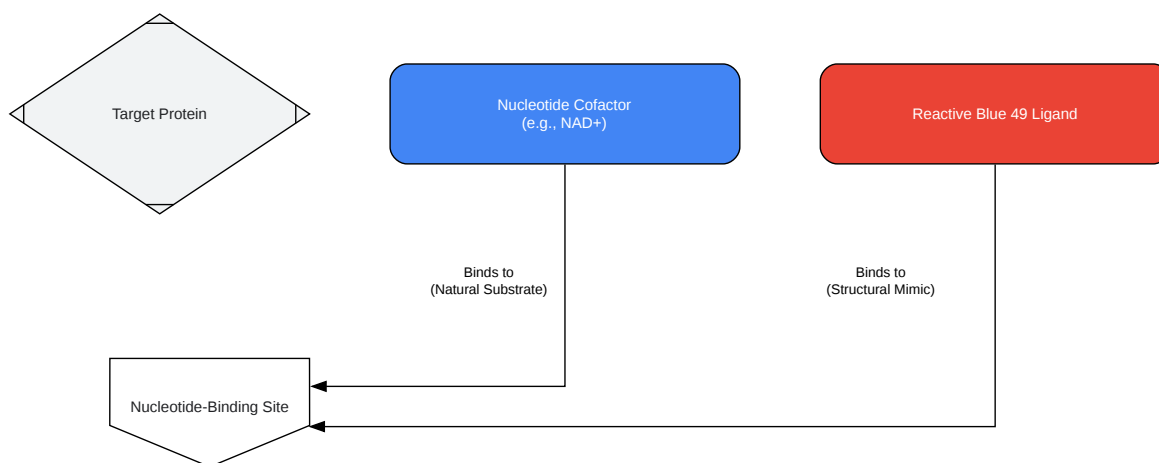 Target Protein
Nucleotide Cofactor
(e.g., NAD+)
Reactive Blue 49 Ligand
Binds to
(Natural Substrate)
Binds to
(Structural Mimic)
Nucleotide-Binding Site